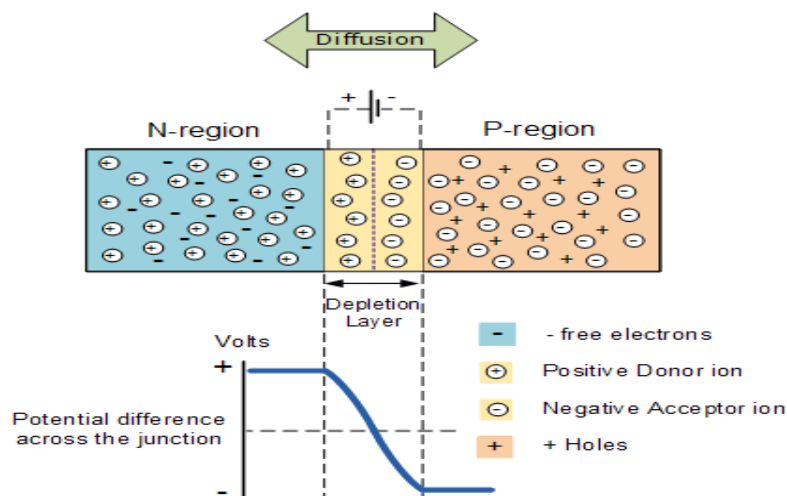 Diffusion
+ -
N-region
P-region
Depletion
Layer
Volts
+
Potential difference
across the junction
-
- - free electrons
+ Positive Donor ion
- Negative Acceptor ion
+ + Holes